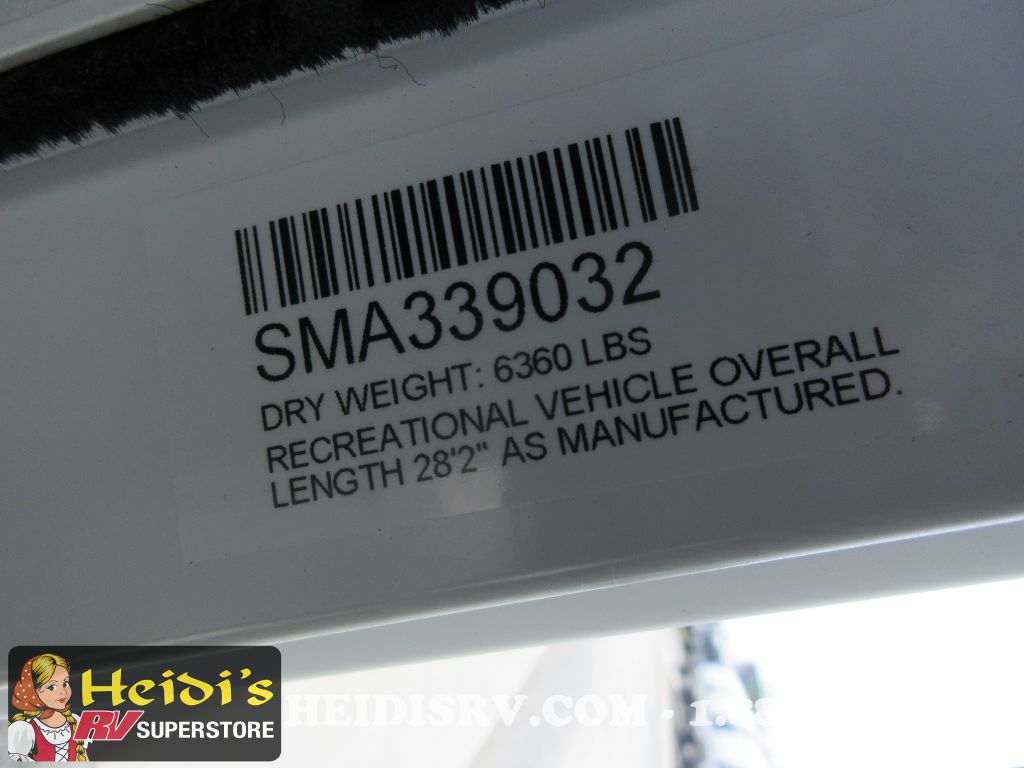 SMA339032
DRY WEIGHT: 6360 LBS
RECREATIONAL VEHICLE OVERALL
LENGTH 28'2" AS MANUFACTURED.
Heidi's
RV SUPERSTORE
HEIDISRV.COM -